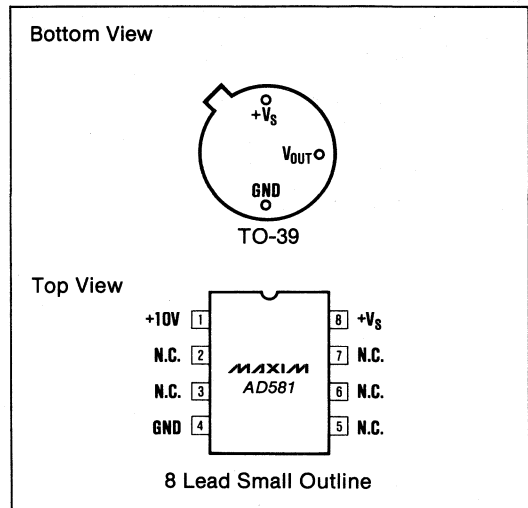 Bottom View
+VS
VOUT
GND
TO-39
Top View
+10V 1 8 +VS
N.C. 2 7 N.C.
MAXIM
N.C. 3 AD581 6 N.C.
GND 4 5 N.C.
8 Lead Small Outline